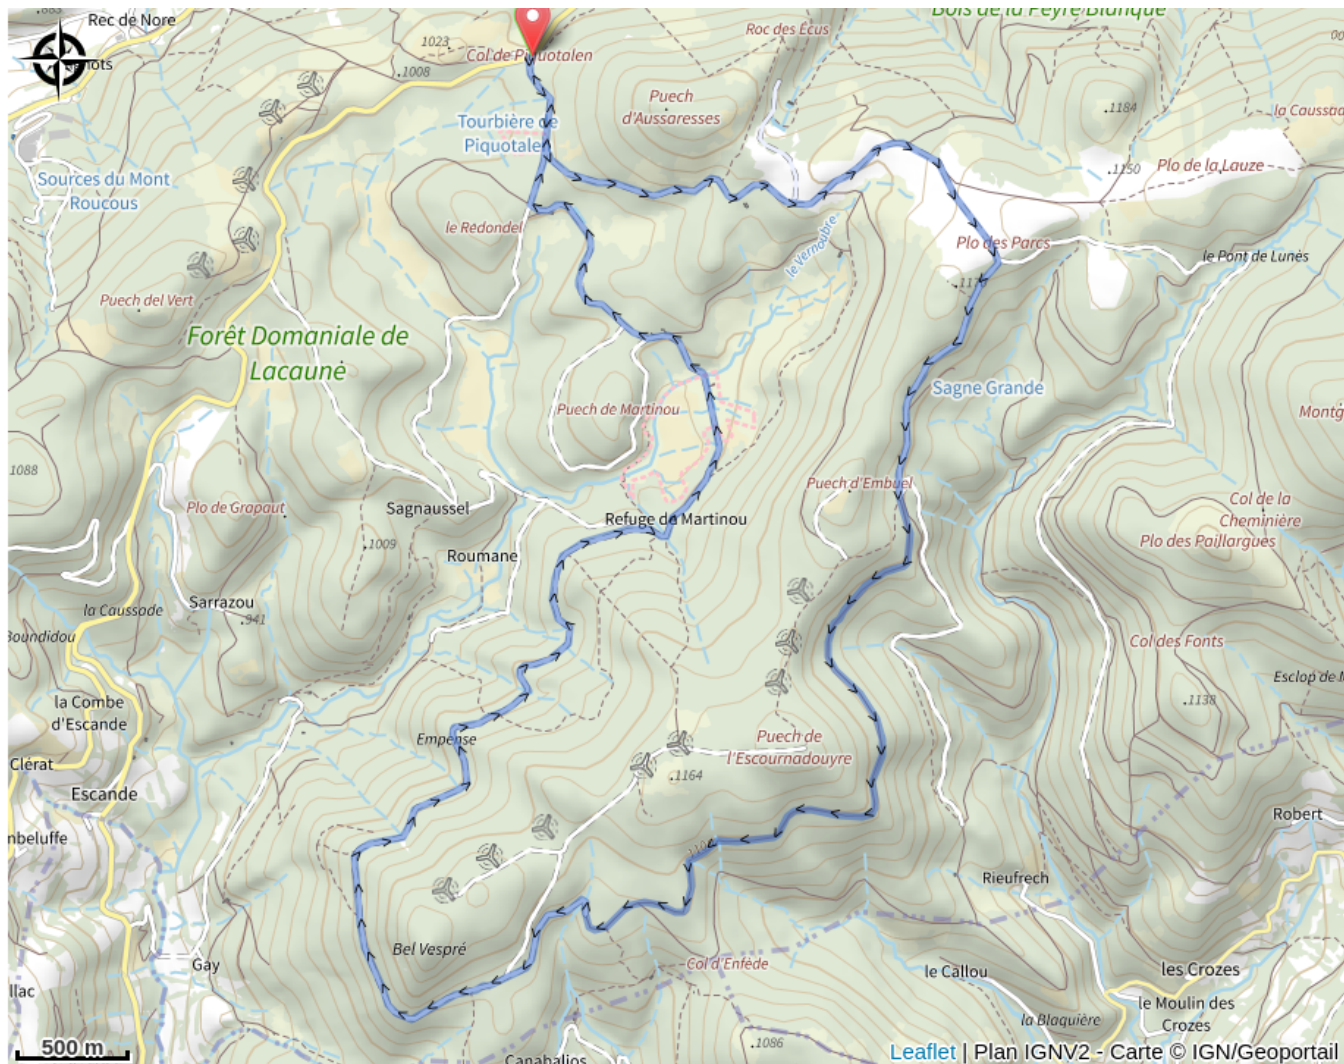 Rec de Nore
Bois de la Peyre Blanque
Roc des Ecus
1023
Col de Piquotalen
.1008
Puech
d'Aussaresses
.1184
Tourbière de
Piquotalen
Plo de la Lauze
.1150
Sources du Mont
Roucous
le Rédondel
le Vernoubre
Plo des Parcs
le Pont de Lunès
Puech del Vert
Forêt Domaniale de
Lacaune
Sagne Grande
Puech de Martinou
1088
Puech d'Embuel
Plo de Grapaut
Sagnaussel
Refuge de Martinou
Col de la
Cheminière
Plo des Paillargues
.1009
Roumane
la Caussade
Sarrazou
.941
Boundidou
Col des Fonts
Esclop de
.1138
la Combe
d'Escande
Empense
Puech de
l'Escournadouyre
Clérat
.1164
Escande
Robert
mbeluffe
Rieufrech
Bel Vespré
Gay
Col d'Enfède
le Callou
les Crozes
llac
le Moulin des
Crozes
la Blaquière
.1086
500 m
Canabalios
Leaflet | Plan IGNV2 - Carte © IGN/Geoportail